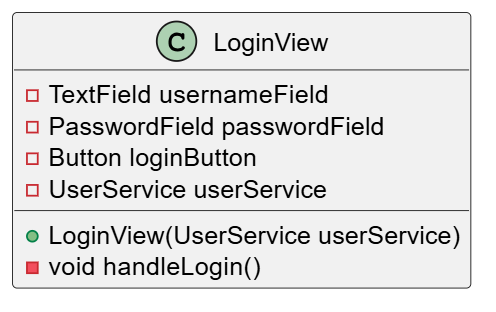 C LoginView
TextField usernameField
PasswordField passwordField
Button loginButton
UserService userService
LoginView(UserService userService)
void handleLogin()